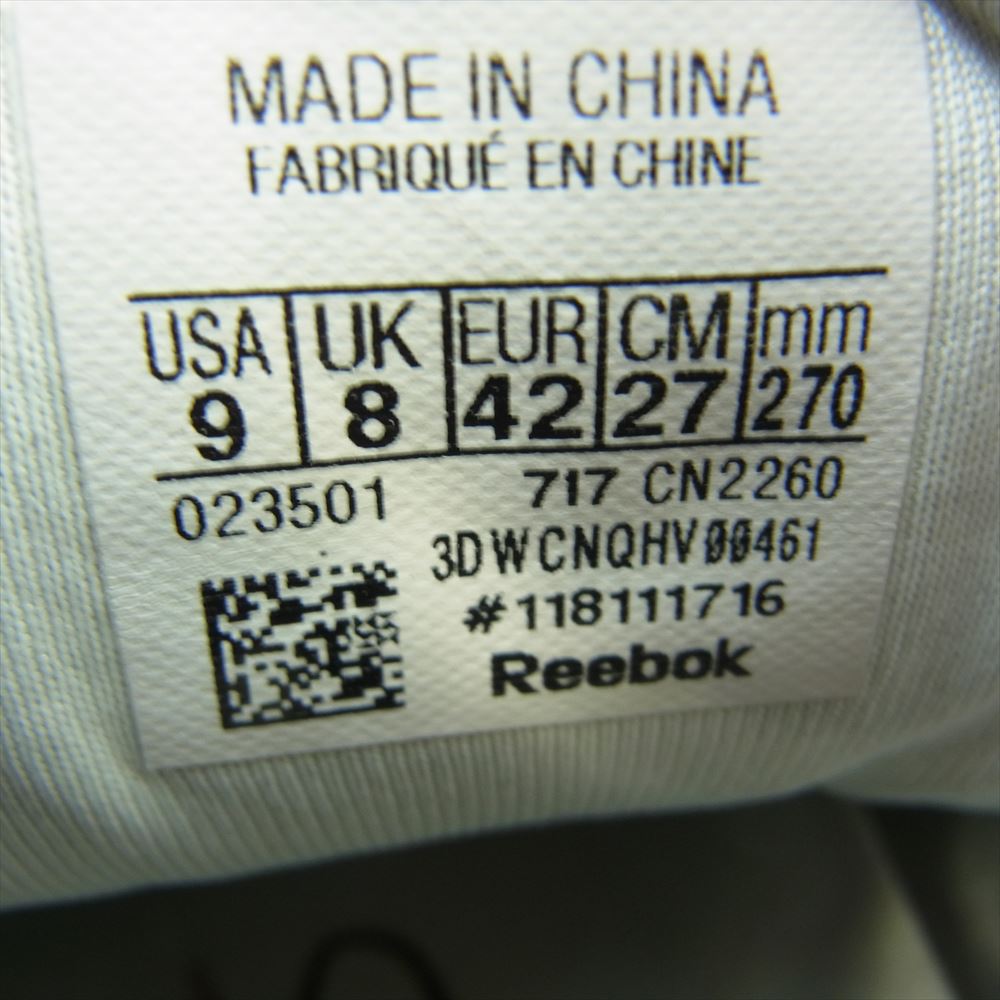 MADE IN CHINA
FABRIQUÉ EN CHINE
USA UK EUR CM mm
9 8 42 27 270
023501 717 CN2260
3DWCNQHV00461
#118111716
Reebok